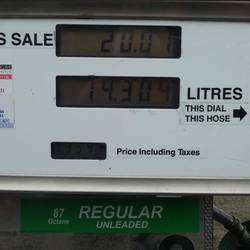 S SALE 20.01
14.304 LITRES
THIS DIAL
THIS HOSE
Price Including Taxes
87 REGULAR
Octane UNLEADED